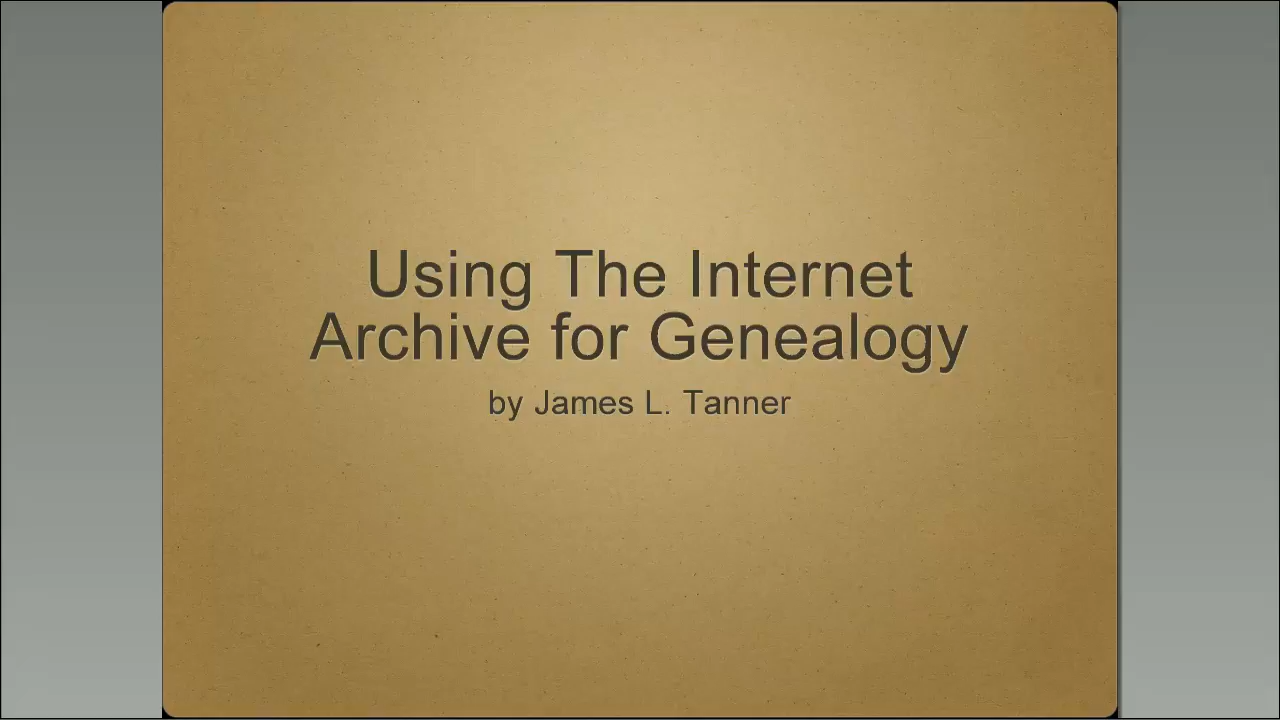 Using The Internet
Archive for Genealogy
by James L. Tanner